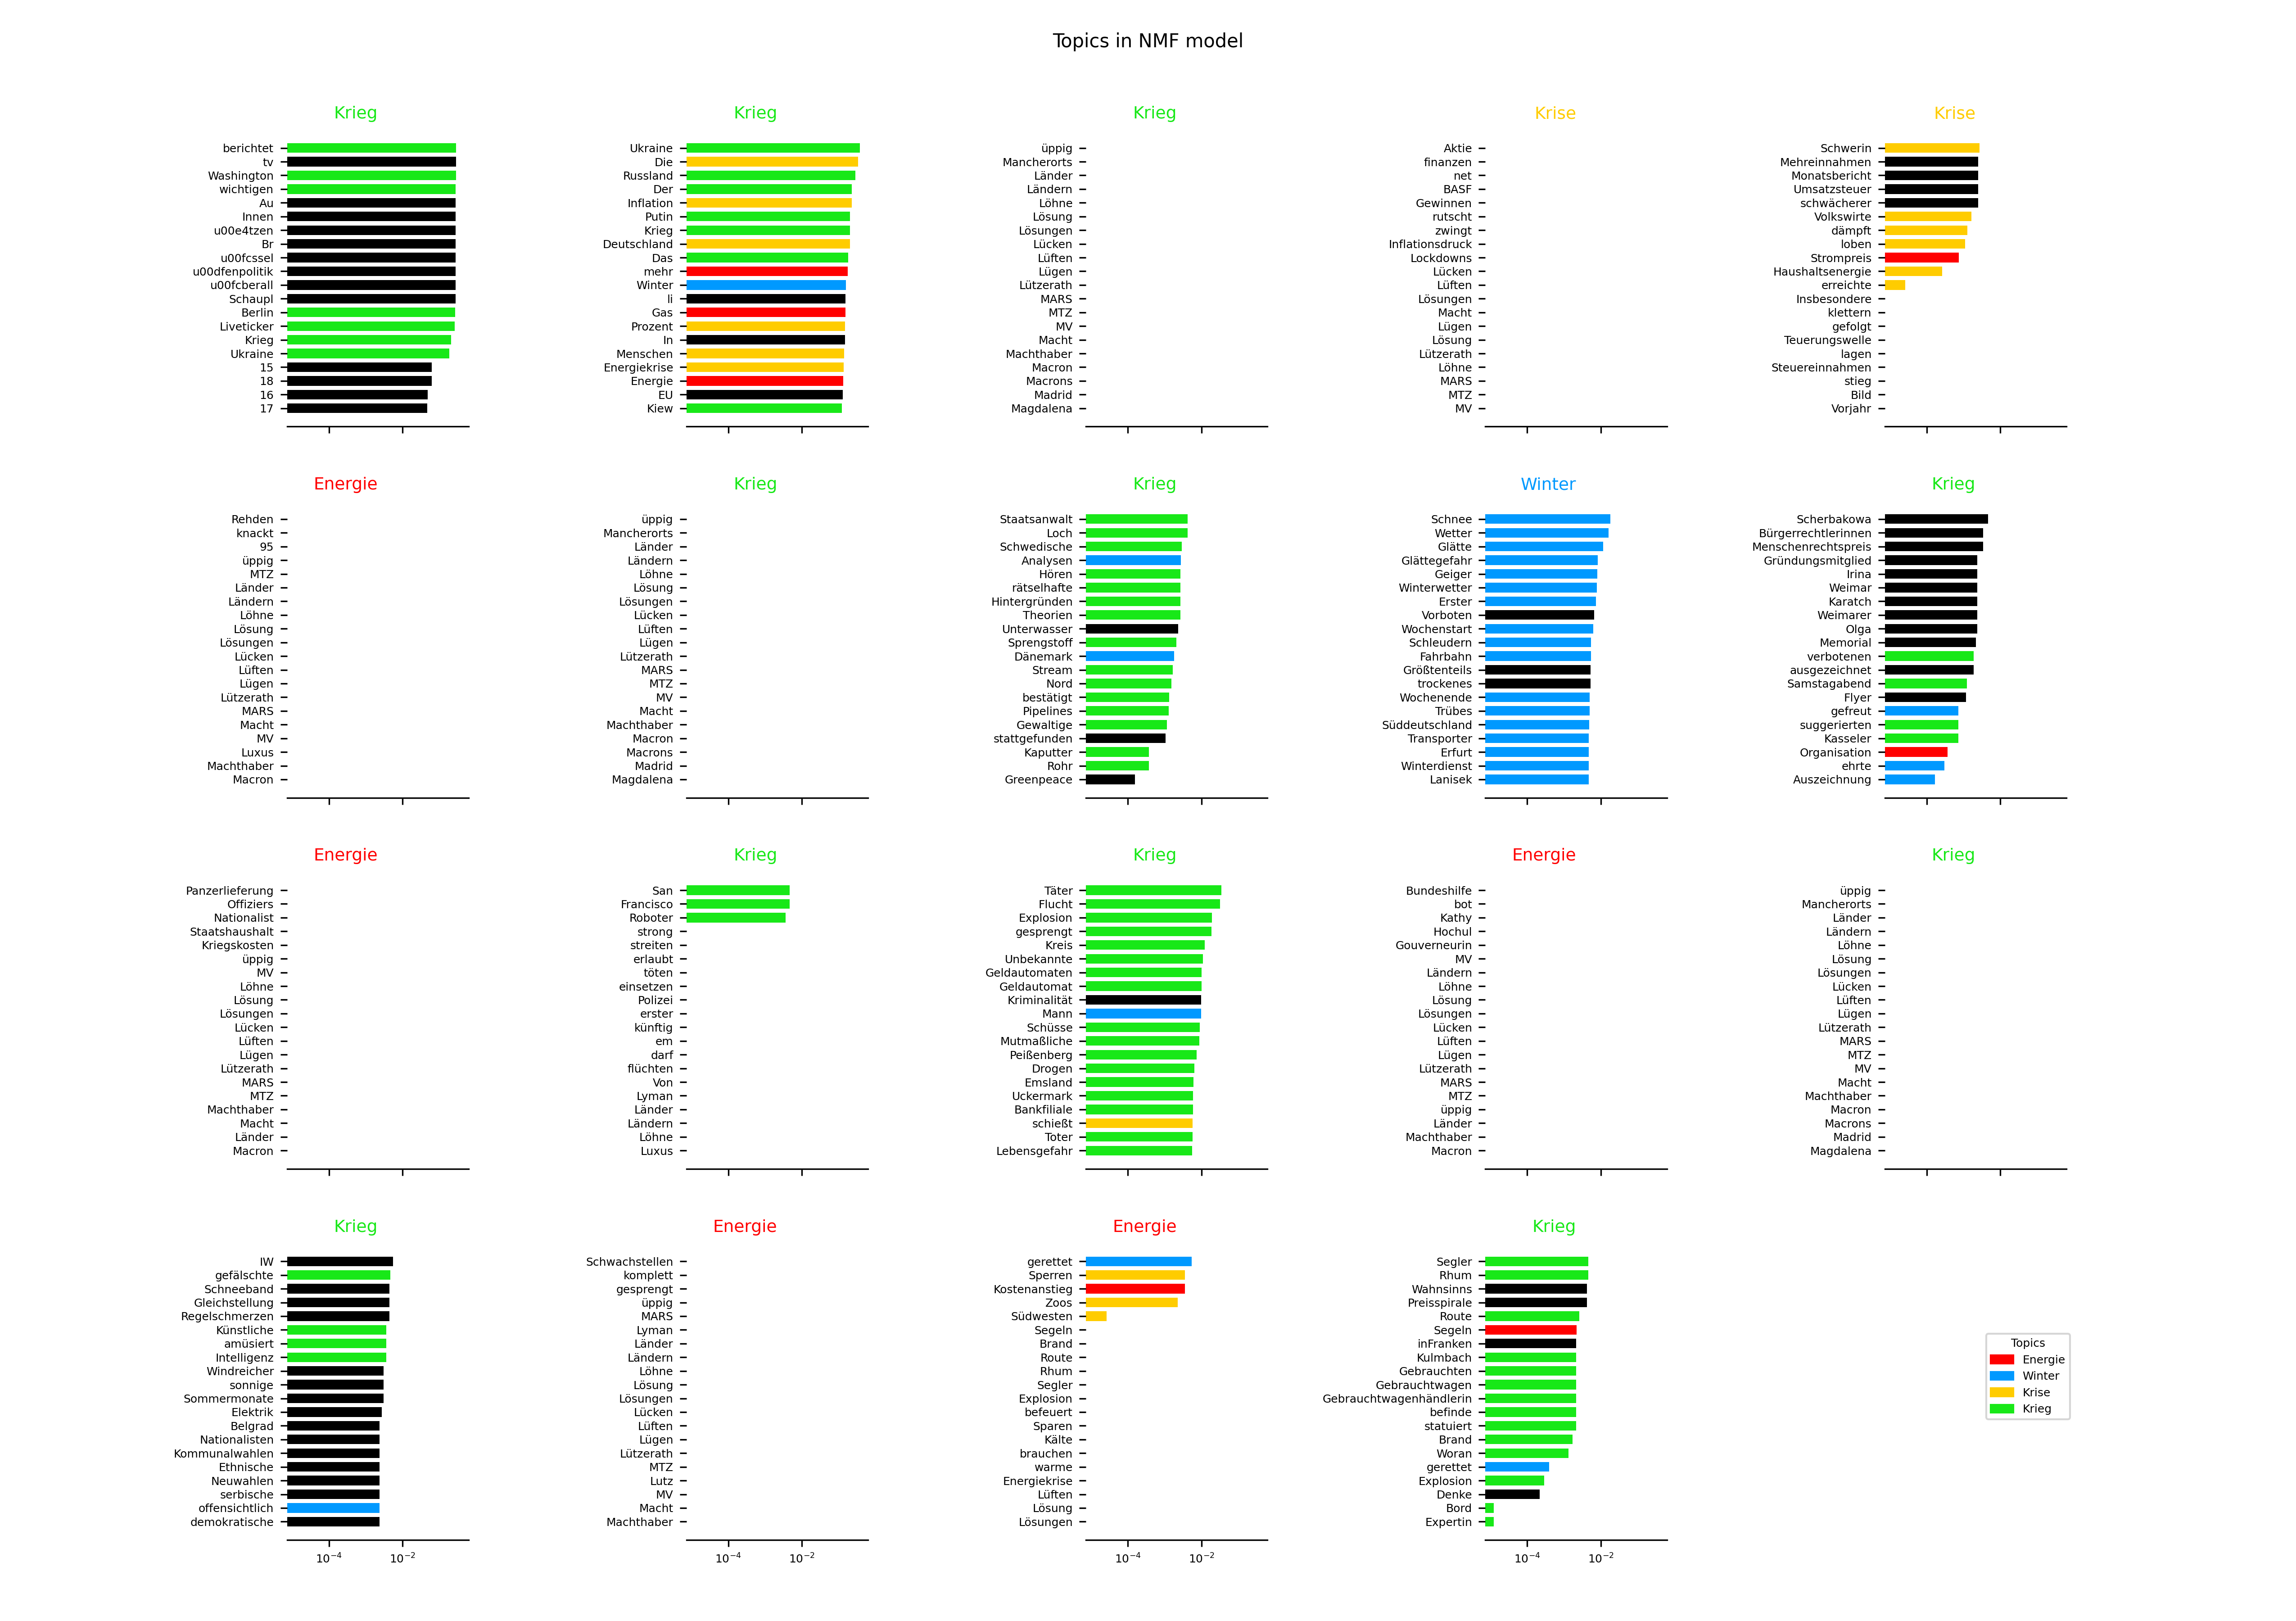 Topics in NMF model
Krieg
berichtet
tv
Washington
wichtigen
Au
Innen
u00e4tzen
Br
u00fcssel
u00dfenpolitik
u00fcberall
Schaupl
Berlin
Liveticker
Krieg
Ukraine
15
18
16
17
Krieg
Ukraine
Die
Russland
Der
Inflation
Putin
Krieg
Deutschland
Das
mehr
Winter
li
Gas
Prozent
In
Menschen
Energiekrise
Energie
EU
Kiew
Krieg
üppig
Mancherorts
Länder
Ländern
Löhne
Lösung
Lösungen
Lücken
Lüften
Lügen
Lützerath
MARS
MTZ
MV
Macht
Machthaber
Macron
Macrons
Madrid
Magdalena
Krise
Aktie
finanzen
net
BASF
Gewinnen
rutscht
zwingt
Inflationsdruck
Lockdowns
Lücken
Lüften
Lösungen
Macht
Lügen
Lösung
Lützerath
Löhne
MARS
MTZ
MV
Krise
Schwerin
Mehreinnahmen
Monatsbericht
Umsatzsteuer
schwächerer
Volkswirte
dämpft
loben
Strompreis
Haushaltsenergie
erreichte
Insbesondere
klettern
gefolgt
Teuerungswelle
lagen
Steuereinnahmen
stieg
Bild
Vorjahr
Energie
Rehden
knackt
95
üppig
MTZ
Länder
Ländern
Löhne
Lösung
Lösungen
Lücken
Lüften
Lügen
Lützerath
MARS
Macht
MV
Luxus
Machthaber
Macron
Krieg
üppig
Mancherorts
Länder
Ländern
Löhne
Lösung
Lösungen
Lücken
Lüften
Lügen
Lützerath
MARS
MTZ
MV
Macht
Machthaber
Macron
Macrons
Madrid
Magdalena
Krieg
Staatsanwalt
Loch
Schwedische
Analysen
Hören
rätselhafte
Hintergründen
Theorien
Unterwasser
Sprengstoff
Dänemark
Stream
Nord
bestätigt
Pipelines
Gewaltige
stattgefunden
Kaputter
Rohr
Greenpeace
Winter
Schnee
Wetter
Glätte
Glättegefahr
Geiger
Winterwetter
Erster
Vorboten
Wochenstart
Schleudern
Fahrbahn
Größtenteils
trockenes
Wochenende
Trübes
Süddeutschland
Transporter
Erfurt
Winterdienst
Lanisek
Krieg
Scherbakowa
Bürgerrechtlerinnen
Menschenrechtspreis
Gründungsmitglied
Irina
Weimar
Karatch
Weimarer
Olga
Memorial
verbotenen
ausgezeichnet
Samstagabend
Flyer
gefreut
suggerierten
Kasseler
Organisation
ehrte
Auszeichnung
Energie
Panzerlieferung
Offiziers
Nationalist
Staatshaushalt
Kriegskosten
üppig
MV
Löhne
Lösung
Lösungen
Lücken
Lüften
Lügen
Lützerath
MARS
MTZ
Machthaber
Macht
Länder
Macron
Krieg
San
Francisco
Roboter
strong
streiten
erlaubt
töten
einsetzen
Polizei
erster
künftig
em
darf
flüchten
Von
Lyman
Länder
Ländern
Löhne
Luxus
Krieg
Täter
Flucht
Explosion
gesprengt
Kreis
Unbekannte
Geldautomaten
Geldautomat
Kriminalität
Mann
Schüsse
Mutmaßliche
Peißenberg
Drogen
Emsland
Uckermark
Bankfiliale
schießt
Toter
Lebensgefahr
Energie
Bundeshilfe
bot
Kathy
Hochul
Gouverneurin
MV
Ländern
Löhne
Lösung
Lösungen
Lücken
Lüften
Lügen
Lützerath
MARS
MTZ
üppig
Länder
Machthaber
Macron
Krieg
üppig
Mancherorts
Länder
Ländern
Löhne
Lösung
Lösungen
Lücken
Lüften
Lügen
Lützerath
MARS
MTZ
MV
Macht
Machthaber
Macron
Macrons
Madrid
Magdalena
Krieg
IW
gefälschte
Schneeband
Gleichstellung
Regelschmerzen
Künstliche
amüsiert
Intelligenz
Windreicher
sonnige
Sommermonate
Elektrik
Belgrad
Nationalisten
Kommunalwahlen
Ethnische
Neuwahlen
serbische
offensichtlich
demokratische
10⁻⁴ 10⁻²
Energie
Schwachstellen
komplett
gesprengt
üppig
MARS
Lyman
Länder
Ländern
Löhne
Lösung
Lösungen
Lücken
Lüften
Lügen
Lützerath
MTZ
Lutz
MV
Macht
Machthaber
10⁻⁴ 10⁻²
Energie
gerettet
Sperren
Kostenanstieg
Zoos
Südwesten
Segeln
Brand
Route
Rhum
Segler
Explosion
befeuert
Sparen
Kälte
brauchen
warme
Energiekrise
Lüften
Lösung
Lösungen
10⁻⁴ 10⁻²
Krieg
Segler
Rhum
Wahnsinns
Preisspirale
Route
Segeln
inFranken
Kulmbach
Gebrauchten
Gebrauchtwagen
Gebrauchtwagenhändlerin
befinde
statuiert
Brand
Woran
gerettet
Explosion
Denke
Bord
Expertin
10⁻⁴ 10⁻²
Topics
Energie
Winter
Krise
Krieg